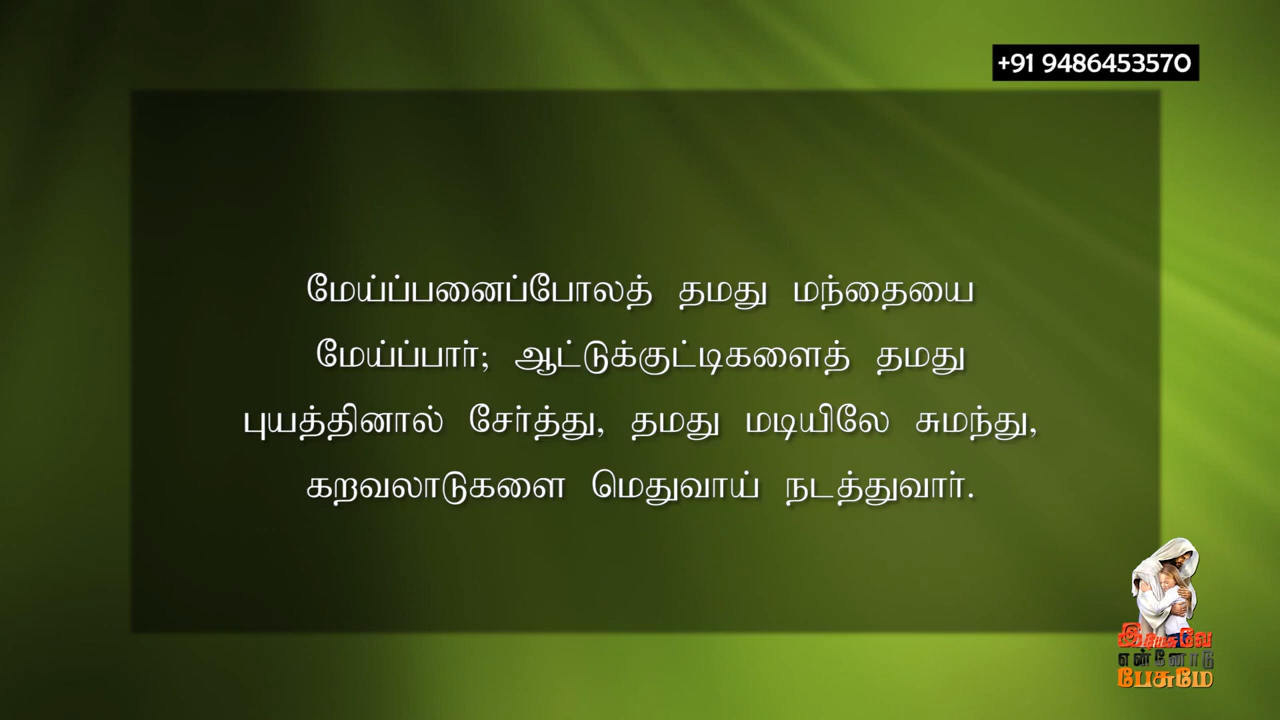 +91 9486453570
மேய்ப்பனைப்போலத் தமது மந்தையை
மேய்ப்பார்; ஆட்டுக்குட்டிகளைத் தமது
புயத்தினால் சேர்த்து, தமது மடியிலே சுமந்து,
கறவலாடுகளை மெதுவாய் நடத்துவார்.
இயேசுவே
என்னோடு
பேசுமே